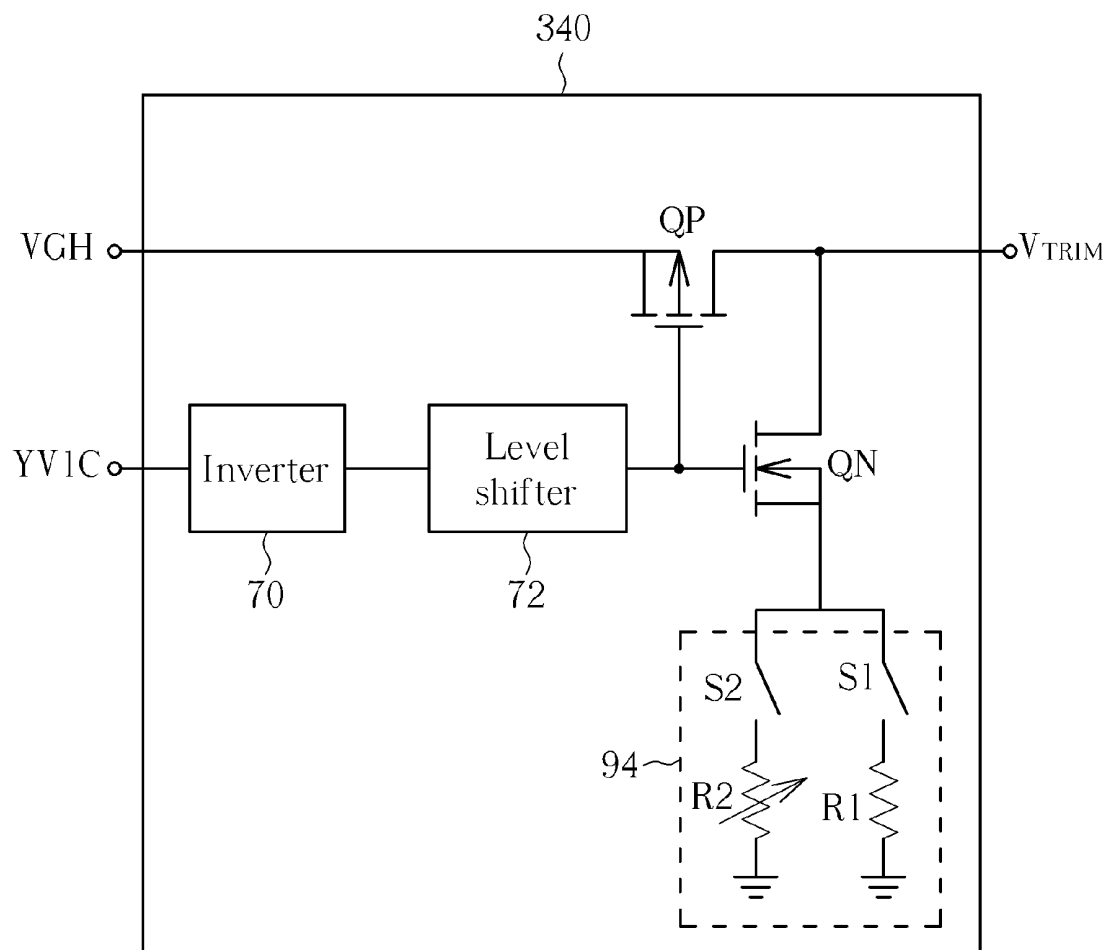 340
QP
VGH
VTRIM
YV1C
Inverter
Level
shifter
QN
70
72
S2
S1
94
R2
R1